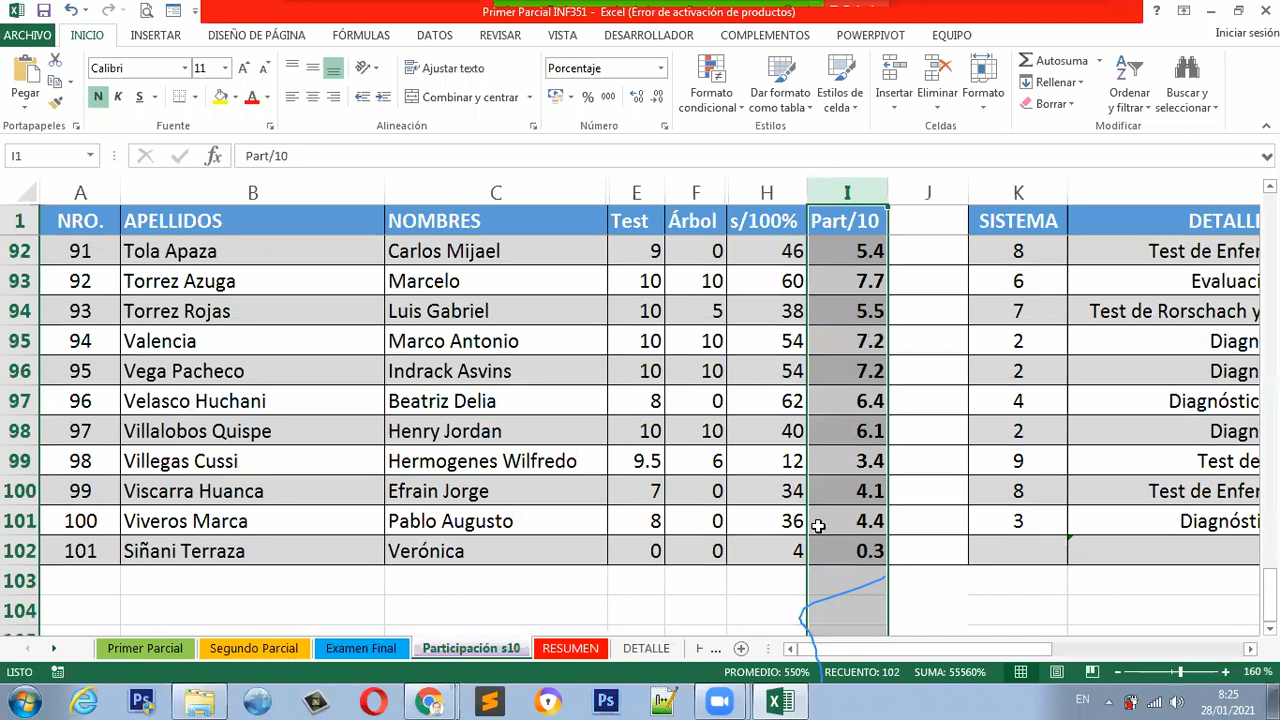 Primer Parcial INF351 - Excel (Error de activación de productos)
? 
ARCHIVO INICIO INSERTAR DISEÑO DE PÁGINA FÓRMULAS DATOS REVISAR VISTA DESARROLLADOR COMPLEMENTOS POWERPIVOT EQUIPO Iniciar sesión
Pegar Calibri 11 Ajustar texto Porcentaje Formato condicional Dar formato como tabla Estilos de celda Insertar Eliminar Formato Autosuma Rellenar Borrar Ordenar y filtrar Buscar y seleccionar
N K S Combinar y centrar % 000
Portapapeles Fuente Alineación Número Estilos Celdas Modificar
I1 fx Part/10
A B C E F H I J K
1 NRO. APELLIDOS NOMBRES Test Árbol s/100% Part/10 SISTEMA DETALL
92 91 Tola Apaza Carlos Mijael 9 0 46 5.4 8 Test de Enfer
93 92 Torrez Azuga Marcelo 10 10 60 7.7 6 Evaluaci
94 93 Torrez Rojas Luis Gabriel 10 5 38 5.5 7 Test de Rorschach y
95 94 Valencia Marco Antonio 10 10 54 7.2 2 Diagn
96 95 Vega Pacheco Indrack Asvins 10 10 54 7.2 2 Diagn
97 96 Velasco Huchani Beatriz Delia 8 0 62 6.4 4 Diagnóstic
98 97 Villalobos Quispe Henry Jordan 10 10 40 6.1 2 Diagn
99 98 Villegas Cussi Hermogenes Wilfredo 9.5 6 12 3.4 9 Test de
100 99 Viscarra Huanca Efrain Jorge 7 0 34 4.1 8 Test de Enfer
101 100 Viveros Marca Pablo Augusto 8 0 36 4.4 3 Diagnósti
102 101 Siñani Terraza Verónica 0 0 4 0.3
103
104
Primer Parcial Segundo Parcial Examen Final Participación s10 RESUMEN DETALLE ...
LISTO PROMEDIO: 550% RECUENTO: 102 SUMA: 55560% 160 %
EN 8:25
28/01/2021